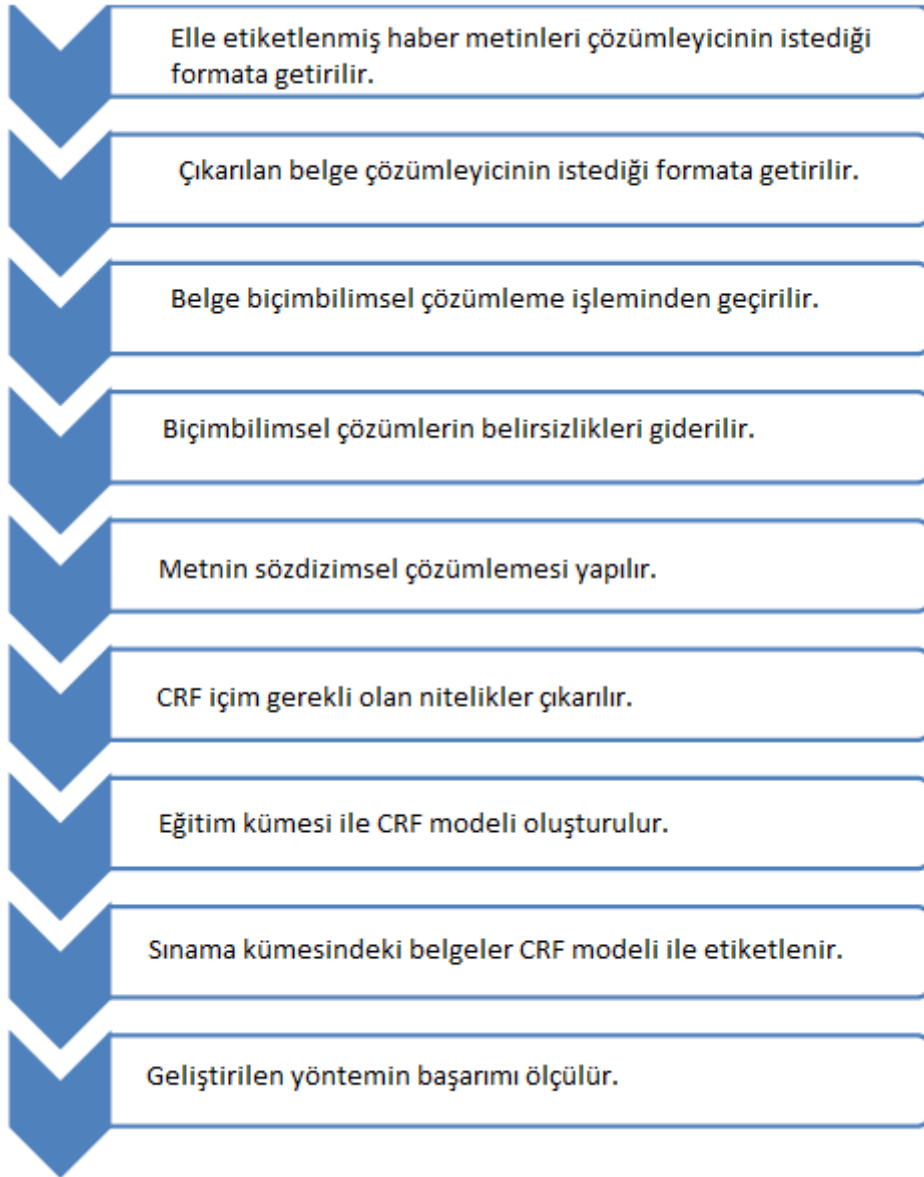 Elle etiketlenmiş haber metinleri çözümleyicinin istediği
formata getirilir.
Çıkarılan belge çözümleyicinin istediği formata getirilir.
Belge biçimbilimsel çözümleme işleminden geçirilir.
Biçimbilimsel çözümlerin belirsizlikleri giderilir.
Metnin sözdizimsel çözümlemesi yapılır.
CRF içim gerekli olan nitelikler çıkarılır.
Eğitim kümesi ile CRF modeli oluşturulur.
Sınama kümesindeki belgeler CRF modeli ile etiketlenir.
Geliştirilen yöntemin başarımı ölçülür.